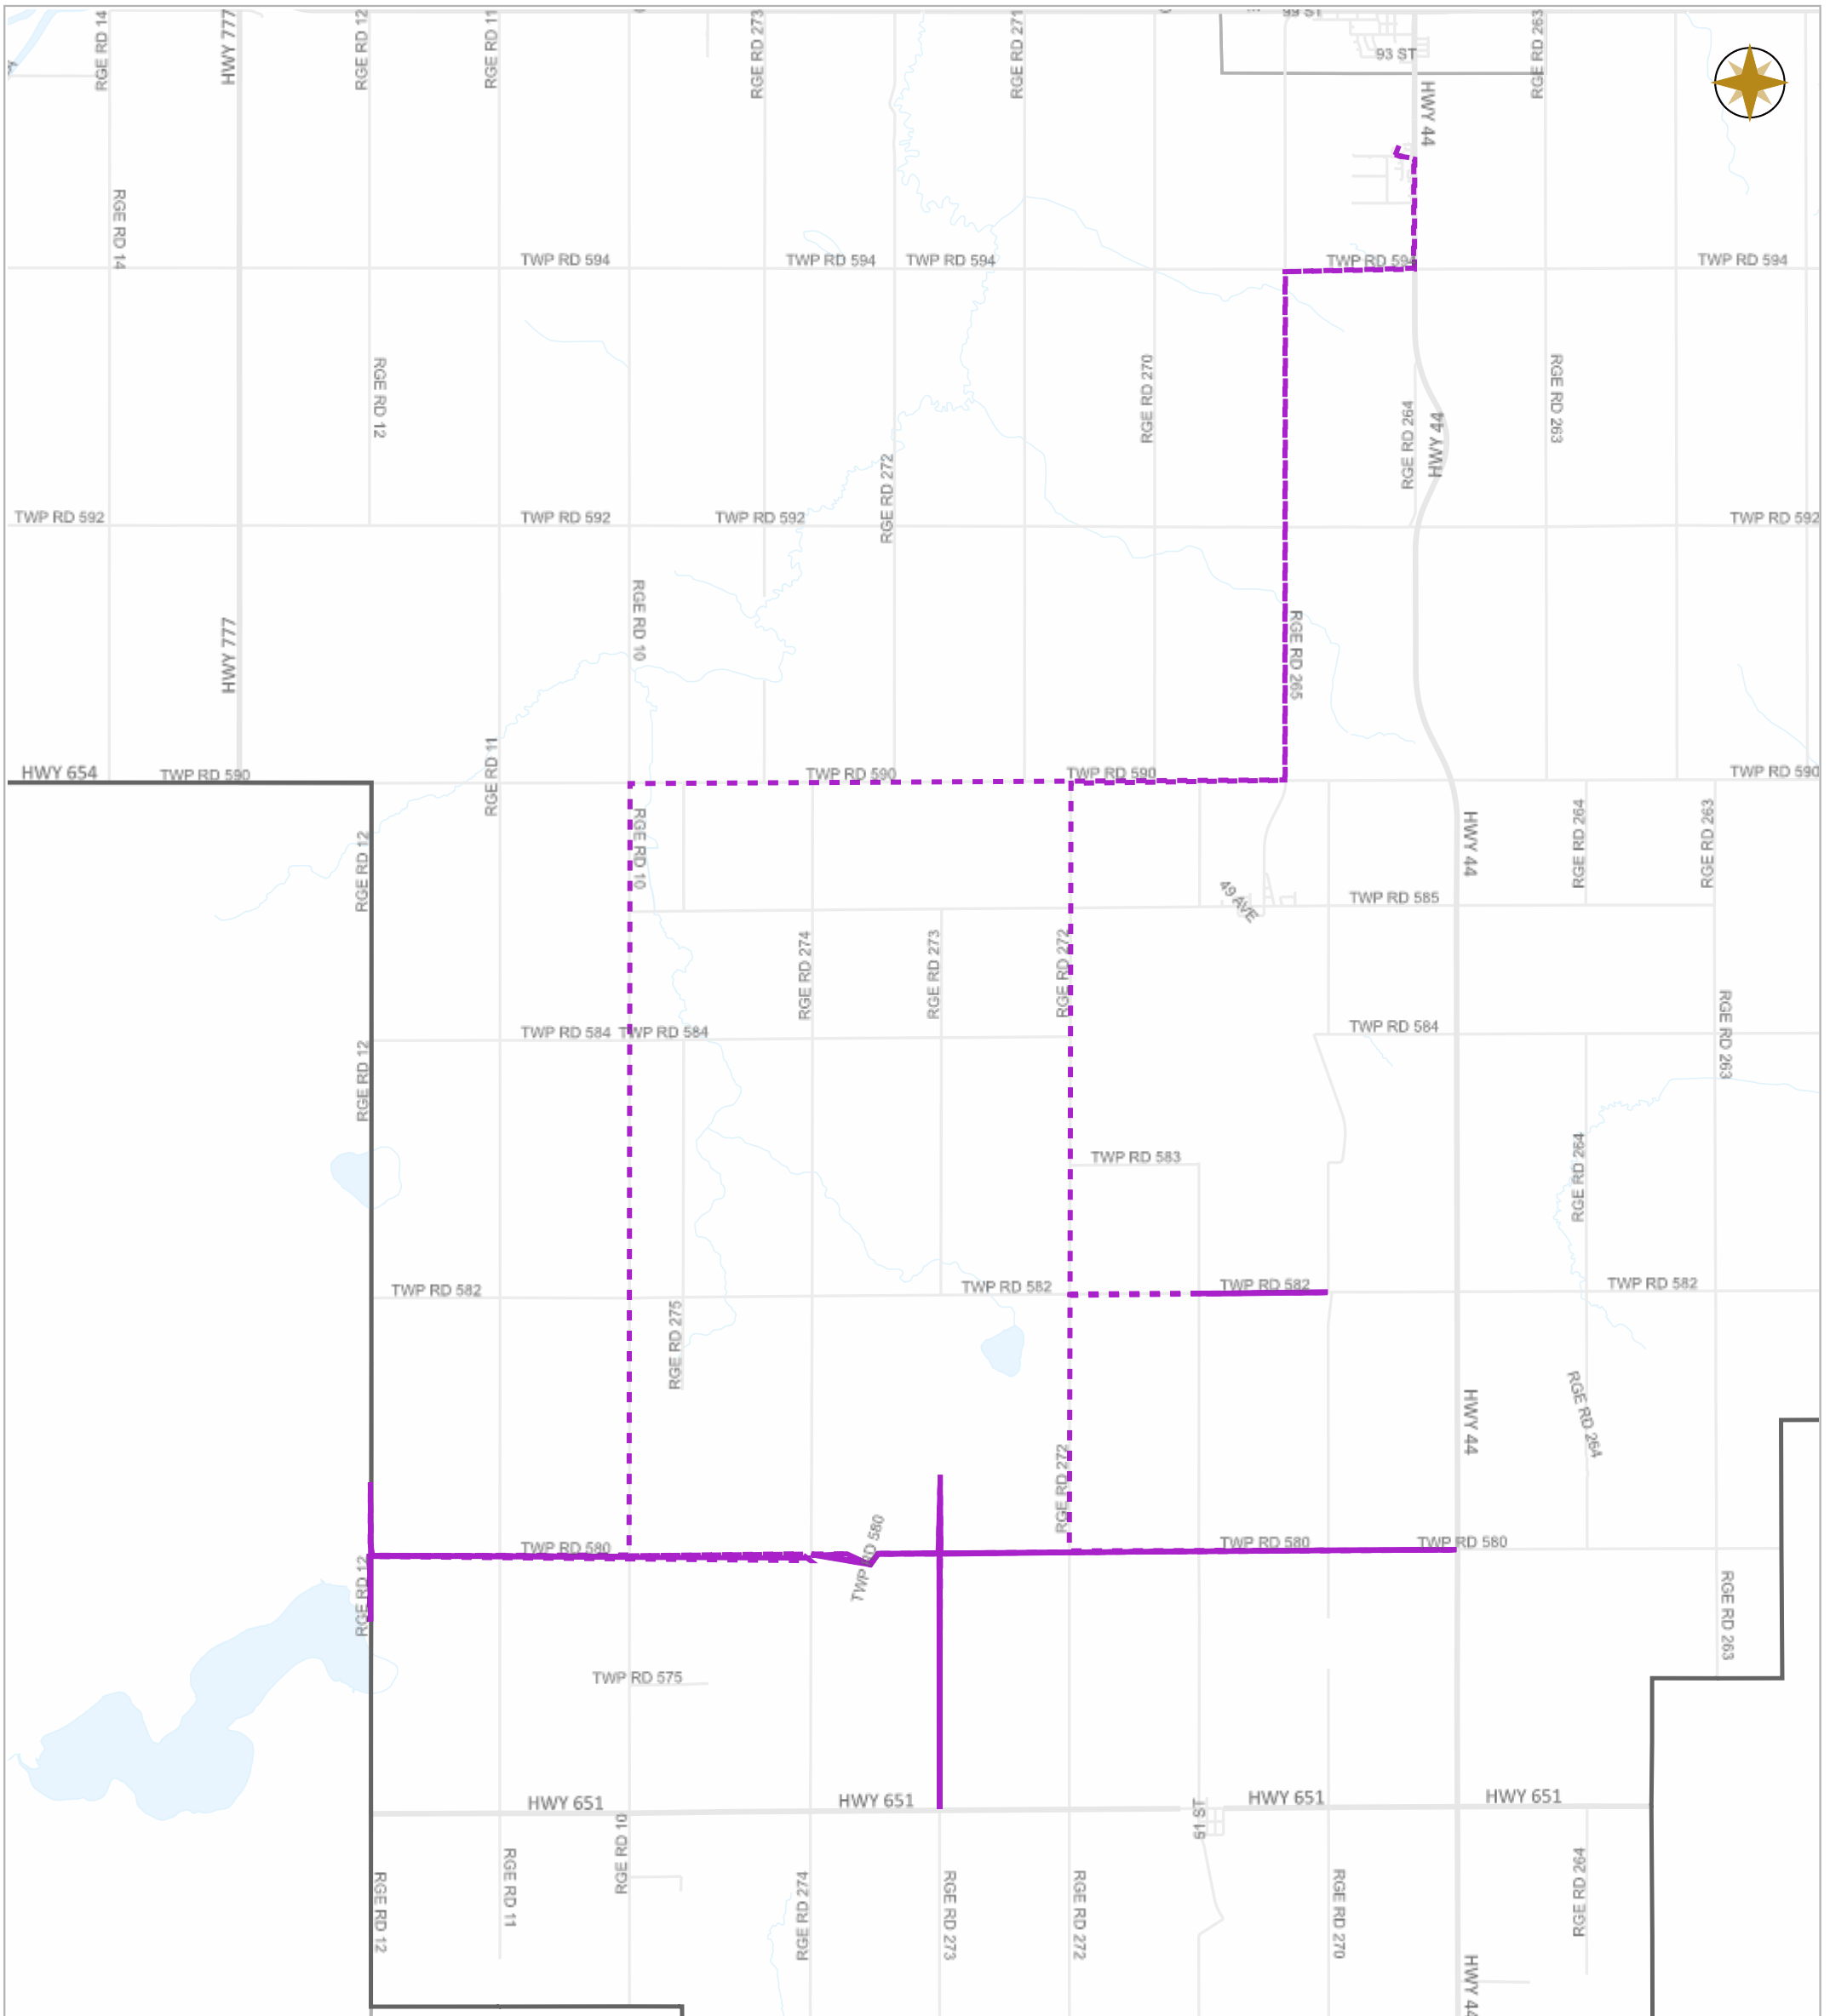 RGE RD 14
HWY 777
RGE RD 12
RGE RD 11
RGE RD 273
RGE RD 271
93 ST
RGE RD 263
HWY 44
RGE RD 14
TWP RD 594
TWP RD 594
TWP RD 594
TWP RD 594
TWP RD 594
RGE RD 12
RGE RD 270
RGE RD 264
HWY 44
RGE RD 263
RGE RD 272
TWP RD 592
TWP RD 592
TWP RD 592
TWP RD 592
RGE RD 10
HWY 777
RGE RD 265
RGE RD 11
HWY 654
TWP RD 590
TWP RD 590
TWP RD 590
TWP RD 590
RGE RD 12
RGE RD 10
HWY 44
RGE RD 264
RGE RD 263
49 AVE
TWP RD 585
RGE RD 274
RGE RD 273
RGE RD 272
TWP RD 584
TWP RD 584
TWP RD 584
RGE RD 263
RGE RD 12
TWP RD 583
RGE RD 264
TWP RD 582
TWP RD 582
TWP RD 582
TWP RD 582
RGE RD 275
HWY 44
RGE RD 264
RGE RD 272
TWP RD 580
TWP RD 580
TWP RD 580
TWP RD 580
RGE RD 12
RGE RD 263
TWP RD 575
HWY 651
HWY 651
HWY 651
HWY 651
51 ST
RGE RD 10
RGE RD 12
RGE RD 11
RGE RD 274
RGE RD 273
RGE RD 272
RGE RD 270
RGE RD 264
HWY 44